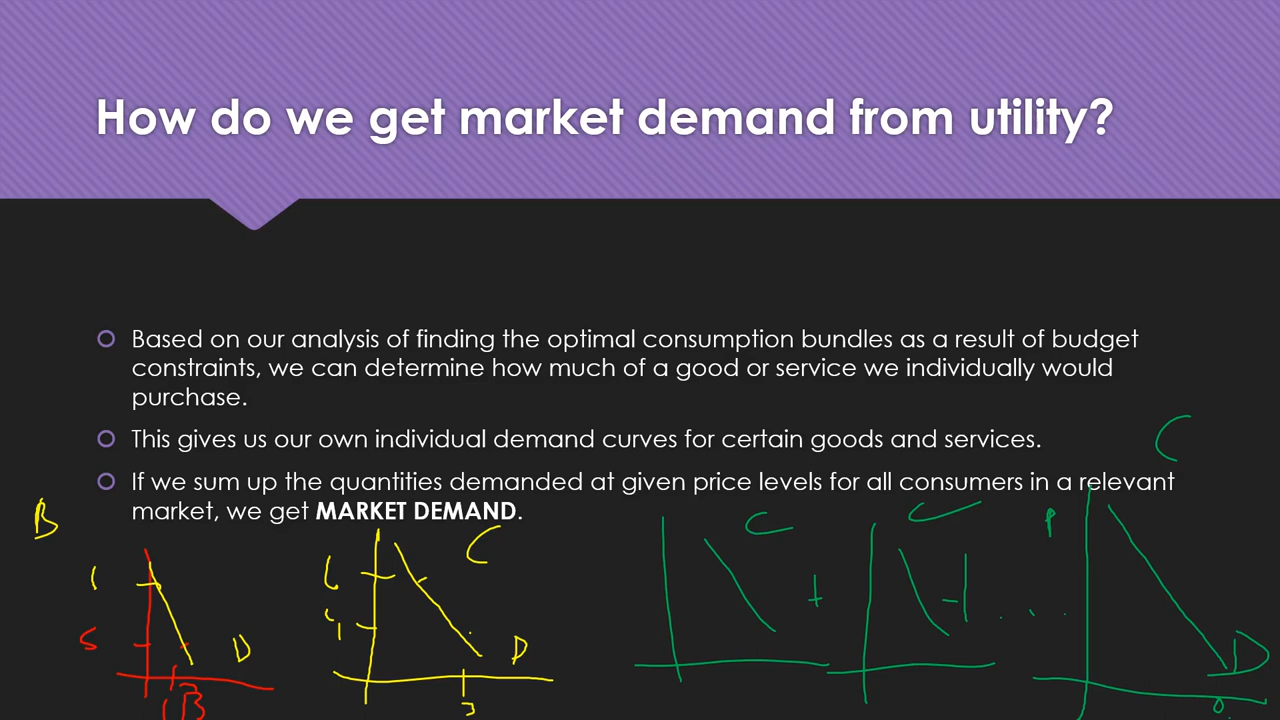 How do we get market demand from utility?
Based on our analysis of finding the optimal consumption bundles as a result of budget
constraints, we can determine how much of a good or service we individually would
purchase.
This gives us our own individual demand curves for certain goods and services.
If we sum up the quantities demanded at given price levels for all consumers in a relevant
market, we get MARKET DEMAND.
B
C
C
C
C
P
D
D
D
B